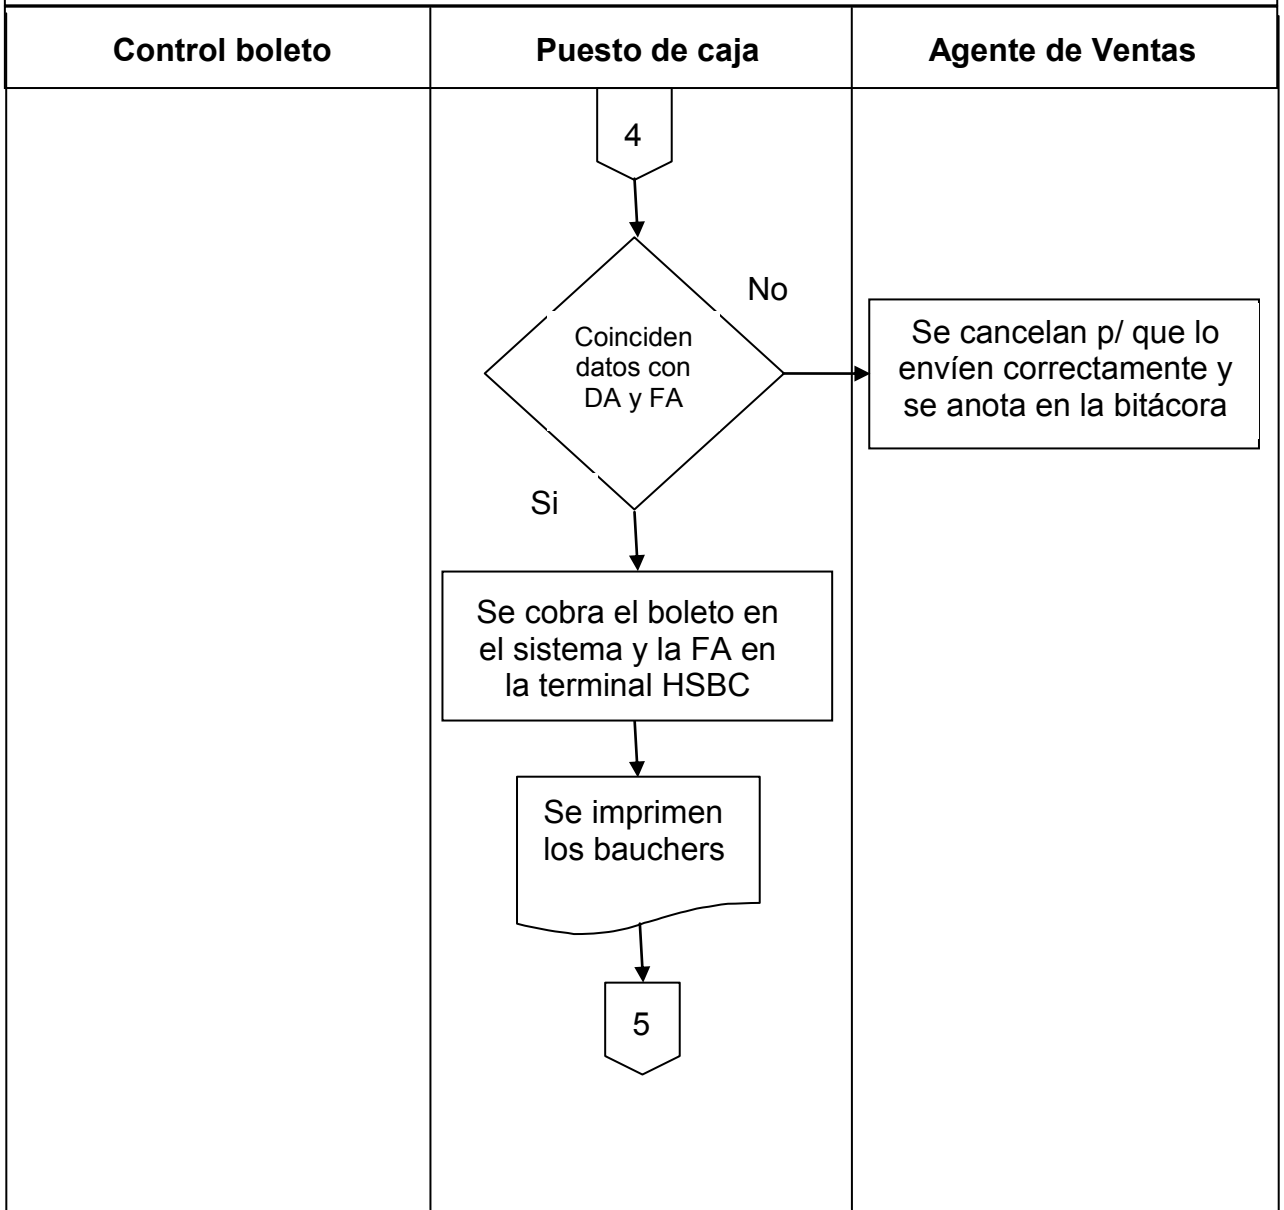 Control boleto
Puesto de caja
Agente de Ventas
4
No
Coinciden
datos con
DA y FA
Se cancelan p/ que lo
envíen correctamente y
se anota en la bitácora
Si
Se cobra el boleto en
el sistema y la FA en
la terminal HSBC
Se imprimen
los bauchers
5